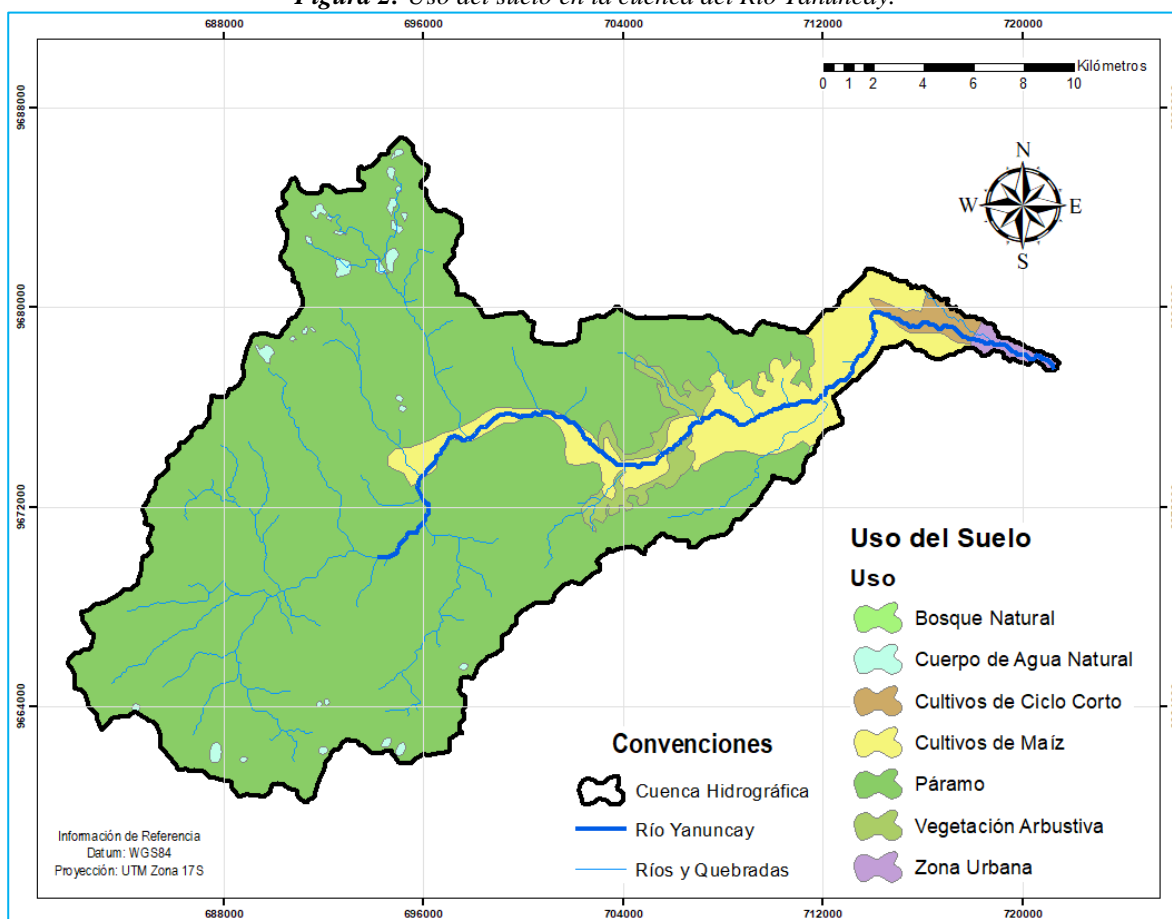 Figura 2: Uso del suelo en la cuenca del Río Yanuncay.
688000 696000 704000 712000 720000
Kilómetros
0 1 2 4 6 8 10
9688000
N
W E
S
9680000
9672000
9664000
Uso del Suelo
Uso
Bosque Natural
Cuerpo de Agua Natural
Cultivos de Ciclo Corto
Cultivos de Maíz
Páramo
Vegetación Arbustiva
Zona Urbana
Convenciones
Cuenca Hidrográfica
Río Yanuncay
Ríos y Quebradas
Información de Referencia
Datum: WGS84
Proyección: UTM Zona 17S
688000 696000 704000 712000 720000